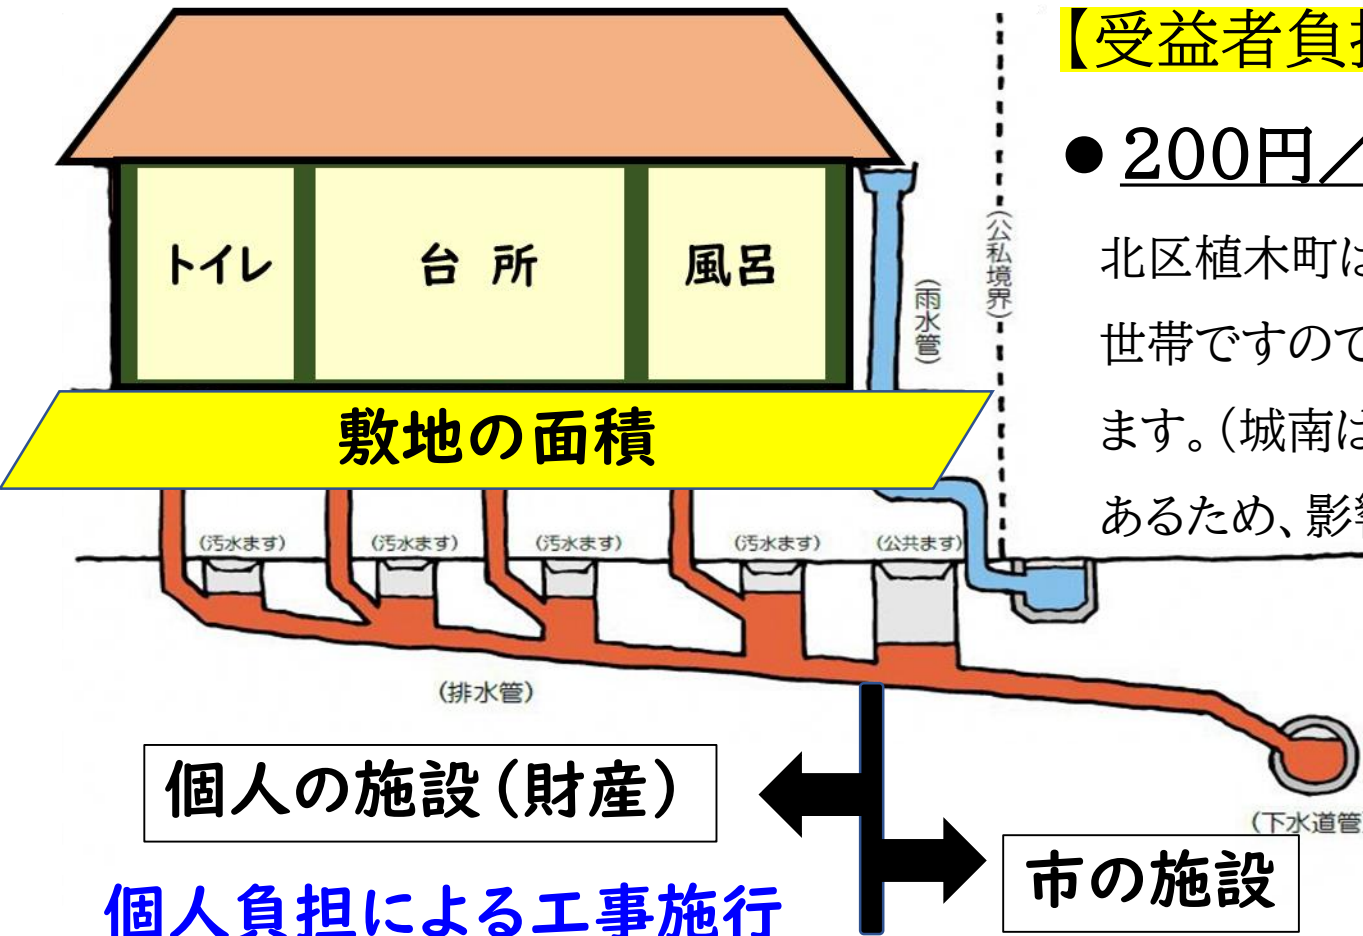 【受益者負担
● 200円／
北区植木町は
世帯ですので
ます。（城南は
あるため、影響
トイレ
台 所
風呂
（雨水管）
（公私境界）
敷地の面積
（汚水ます）
（汚水ます）
（汚水ます）
（汚水ます）
（公共ます）
（排水管）
個人の施設（財産）
（下水道管
市の施設
個人負担による工事施行